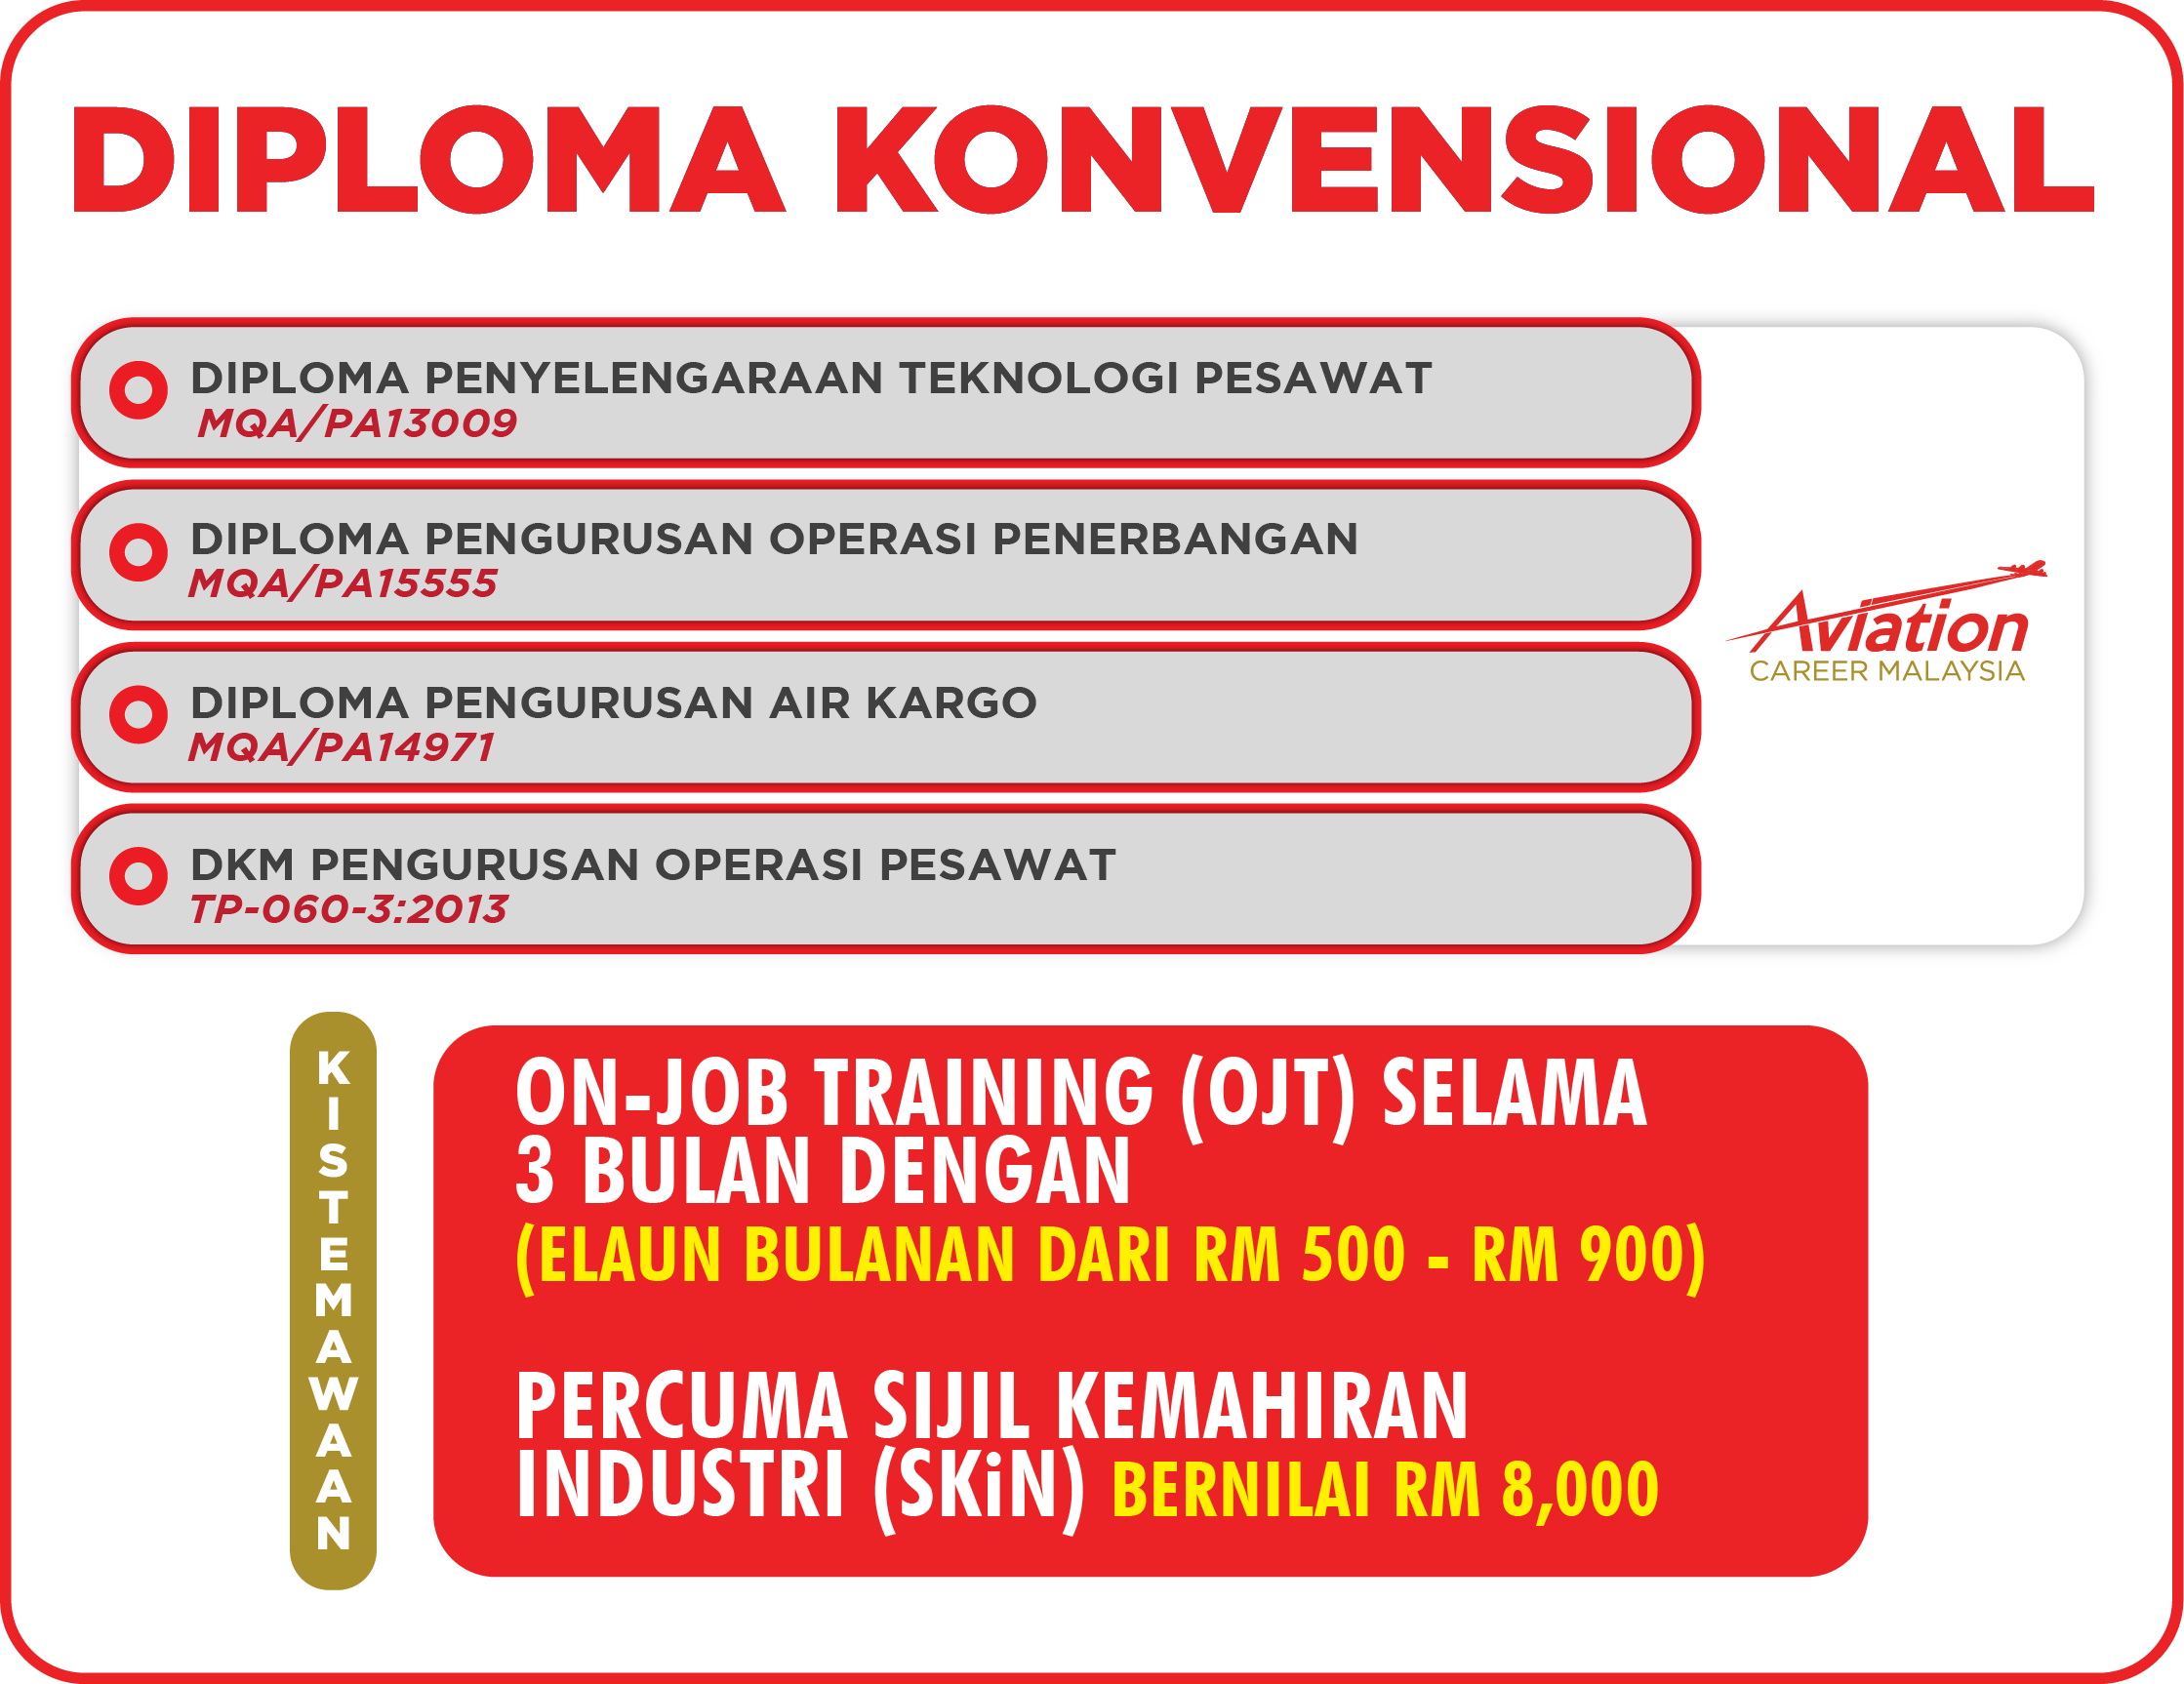 DIPLOMA KONVENSIONAL
DIPLOMA PENYELENGARAAN TEKNOLOGI PESAWAT
MQA/PA13009
DIPLOMA PENGURUSAN OPERASI PENERBANGAN
MQA/PA15555
DIPLOMA PENGURUSAN AIR KARGO
MQA/PA14971
DKM PENGURUSAN OPERASI PESAWAT
TP-060-3:2013
Aviation
CAREER MALAYSIA
KISTEMAWAAN
ON-JOB TRAINING (OJT) SELAMA
3 BULAN DENGAN
(ELAUN BULANAN DARI RM 500 - RM 900)
PERCUMA SIJIL KEMAHIRAN
INDUSTRI (SKiN) BERNILAI RM 8,000